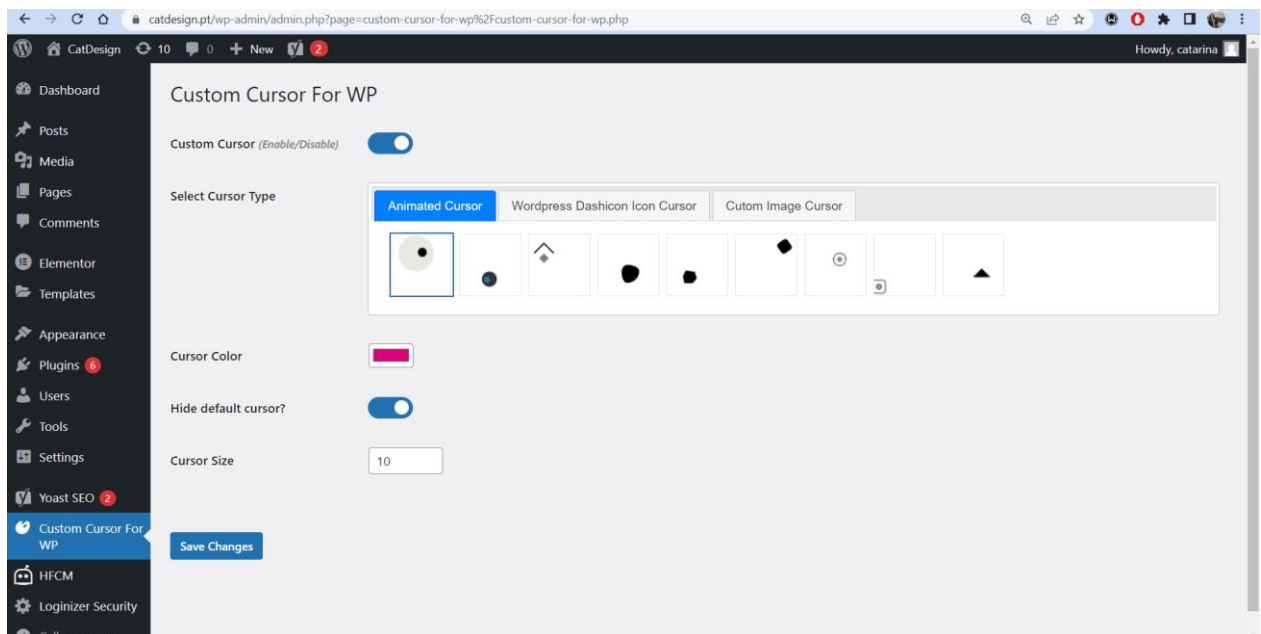 catdesign.pt/wp-admin/admin.php?page=custom-cursor-for-wp%2Fcustom-cursor-for-wp.php
CatDesign 10 0 New 2 Howdy, catarina
Dashboard
Posts
Media
Pages
Comments
Elementor
Templates
Appearance
Plugins 6
Users
Tools
Settings
Yoast SEO 2
Custom Cursor For
WP
HFCM
Loginizer Security
Custom Cursor For WP
Custom Cursor (Enable/Disable)
Select Cursor Type
Animated Cursor Wordpress Dashicon Icon Cursor Cutom Image Cursor
Cursor Color
Hide default cursor?
Cursor Size 10
Save Changes